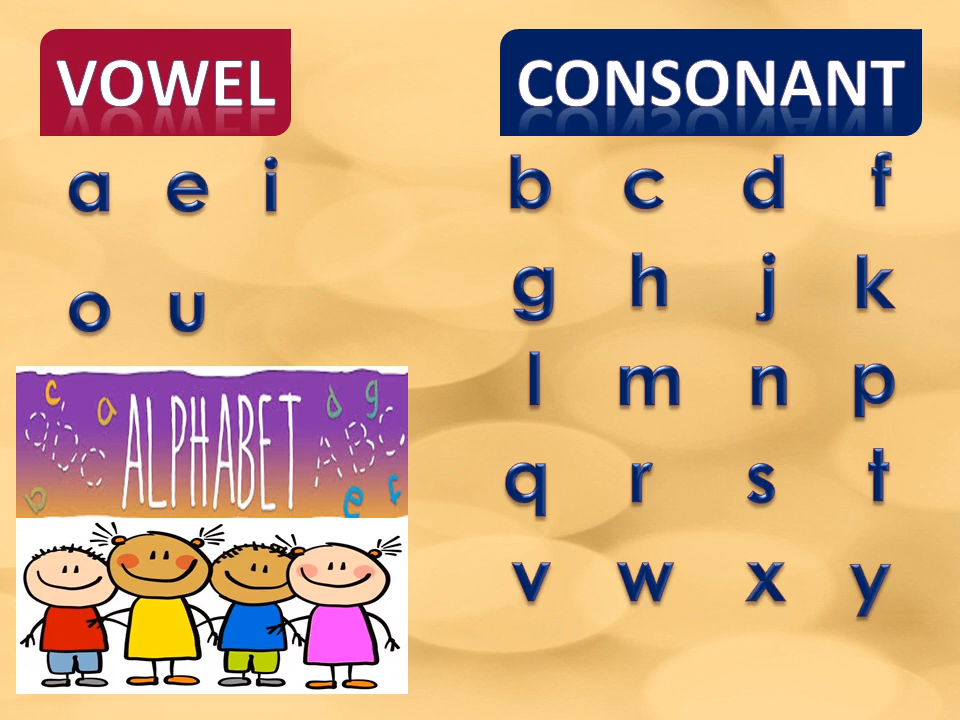 VOWEL
a e i
o u
c a d g
ALPHABET
a b c A B C
b e f
CONSONANT
b c d f
g h j k
l m n p
q r s t
v w x y